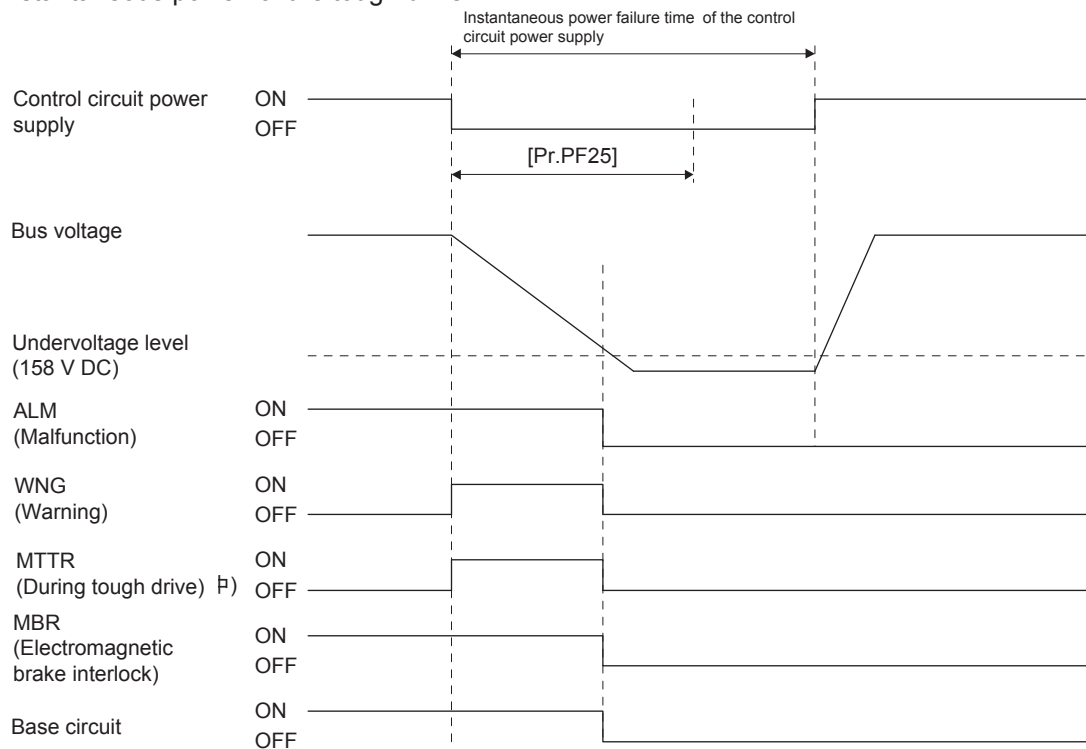 Instantaneous power failure time of the control
circuit power supply
Control circuit power
supply
ON
OFF
[Pr.PF25]
Bus voltage
Undervoltage level
(158 V DC)
ALM
(Malfunction)
ON
OFF
WNG
(Warning)
ON
OFF
MTTR
(During tough drive)
ON
OFF
MBR
(Electromagnetic
brake interlock)
ON
OFF
Base circuit
ON
OFF